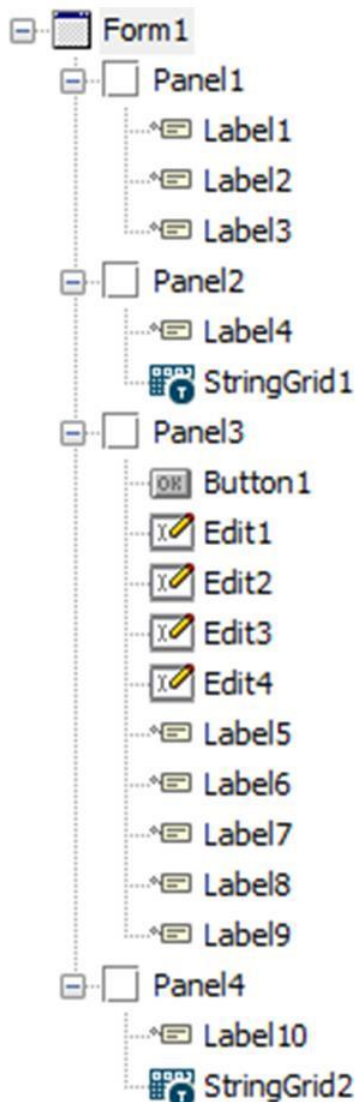 Form1
Panel1
Label1
Label2
Label3
Panel2
Label4
StringGrid1
Panel3
OK Button1
Edit1
Edit2
Edit3
Edit4
Label5
Label6
Label7
Label8
Label9
Panel4
Label10
StringGrid2